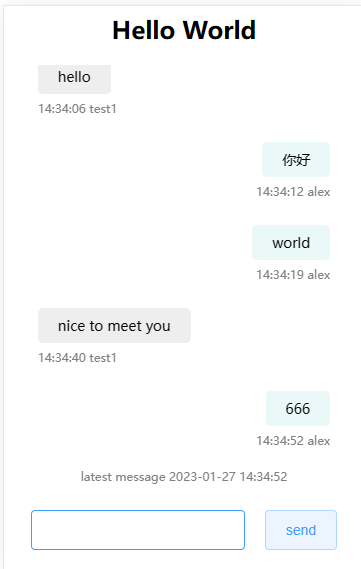 Hello World
hello
14:34:06 test1
你好
14:34:12 alex
world
14:34:19 alex
nice to meet you
14:34:40 test1
666
14:34:52 alex
latest message 2023-01-27 14:34:52
send